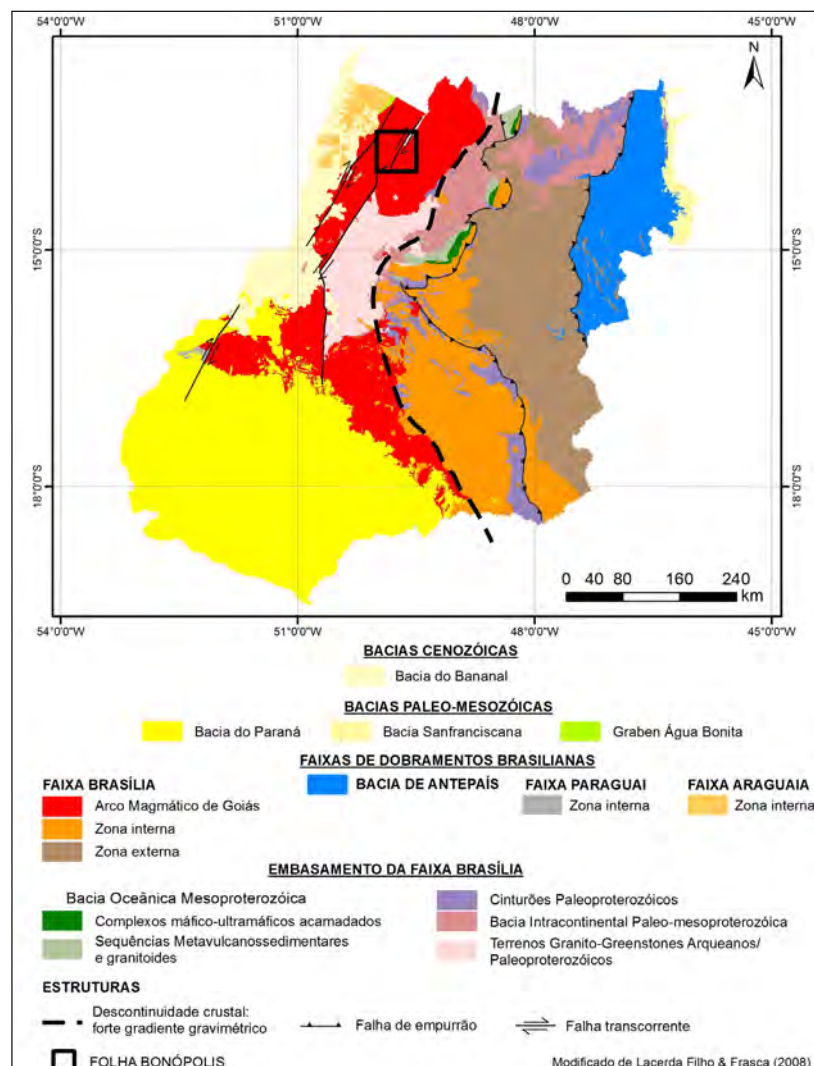 54°0'0"W 51°0'0"W 48°0'0"W 45°0'0"W
N
15°0'0"S 15°0'0"S
18°0'0"S 18°0'0"S
0 40 80 160 240
km
54°0'0"W 51°0'0"W 48°0'0"W 45°0'0"W
BACIAS CENOZÓICAS
Bacia do Bananal
BACIAS PALEO-MESOZÓICAS
Bacia do Paraná Bacia Sanfranciscana Graben Água Bonita
FAIXAS DE DOBRAMENTOS BRASILIANAS
FAIXA BRASÍLIA BACIA DE ANTEPAÍS FAIXA PARAGUAI FAIXA ARAGUAIA
Arco Magmático de Goiás Zona interna Zona interna
Zona interna
Zona externa
EMBASAMENTO DA FAIXA BRASÍLIA
Bacia Oceânica Mesoproterozóica Cinturões Paleoproterozóicos
Complexos máfico-ultramáficos acamadados Bacia Intracontinental Paleo-mesoproterozóica
Sequências Metavulcanossedimentares Terrenos Granito-Greenstones Arqueanos/
e granitoides Paleoproterozóicos
ESTRUTURAS
Descontinuidade crustal:
forte gradiente gravimétrico Falha de empurrão Falha transcorrente
FOLHA BONÓPOLIS Modificado de Lacerda Filho & Frasca (2008)